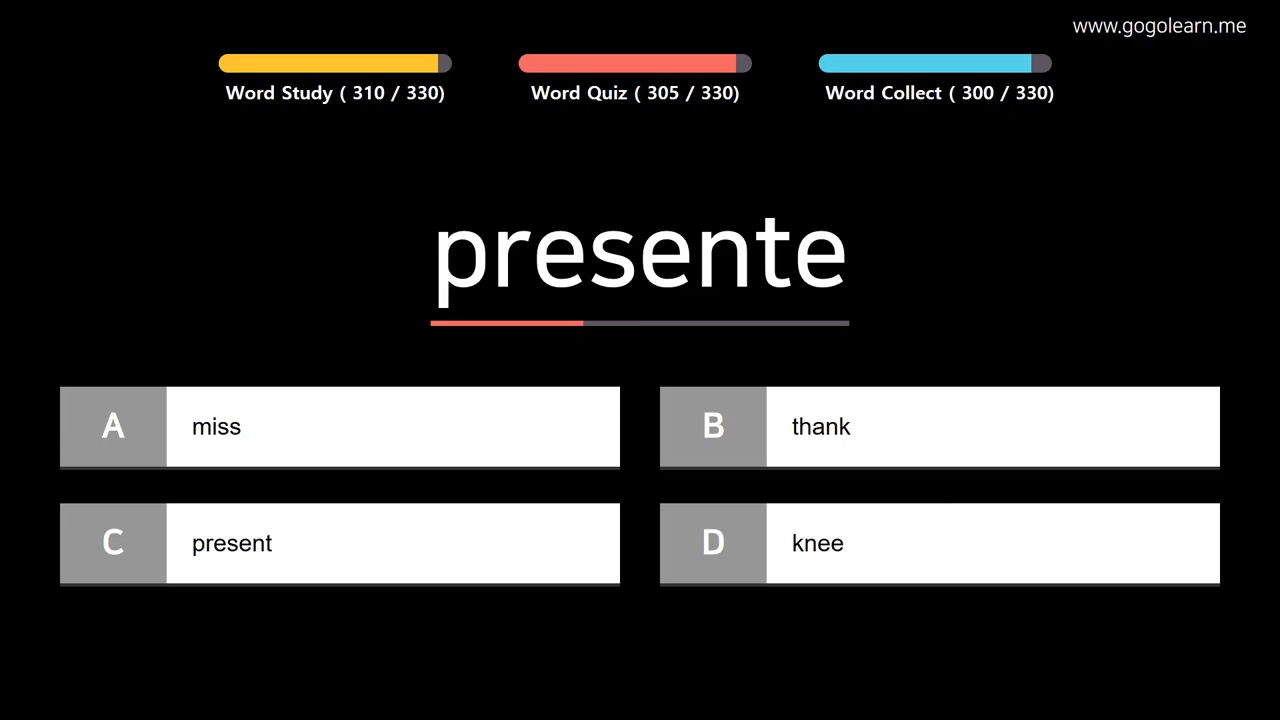 www.gogolearn.me
Word Study ( 310 / 330)
Word Quiz ( 305 / 330)
Word Collect ( 300 / 330)
presente
A miss
B thank
C present
D knee